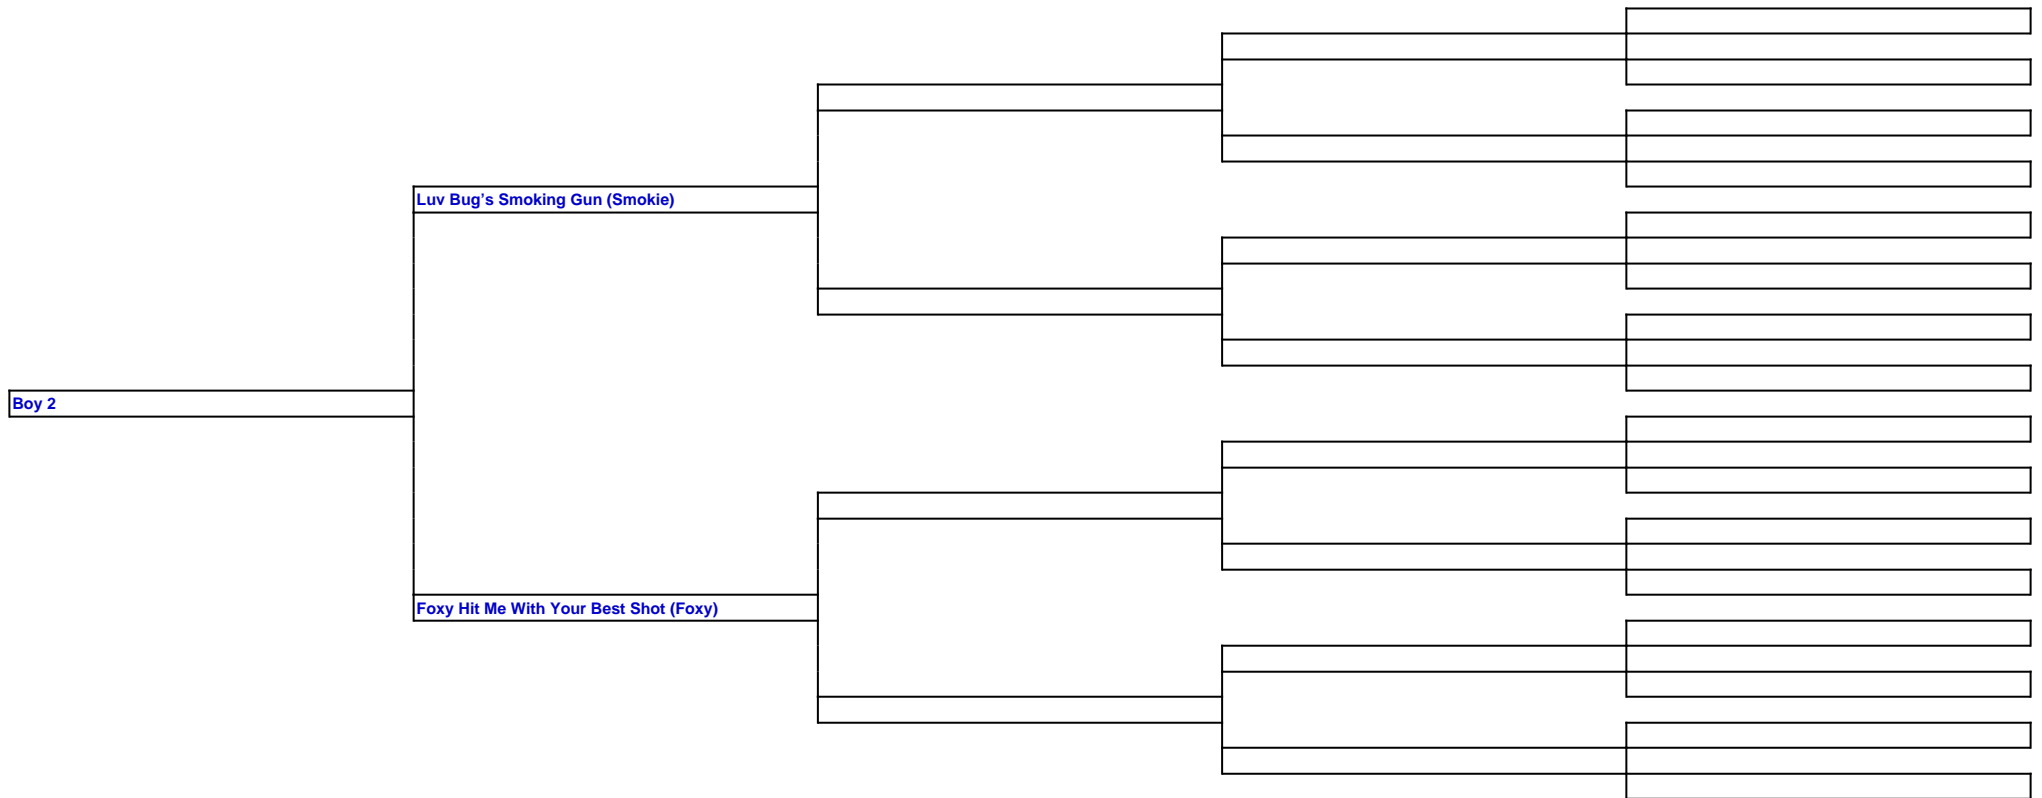 Luv Bug’s Smoking Gun (Smokie)
Boy 2
Foxy Hit Me With Your Best Shot (Foxy)